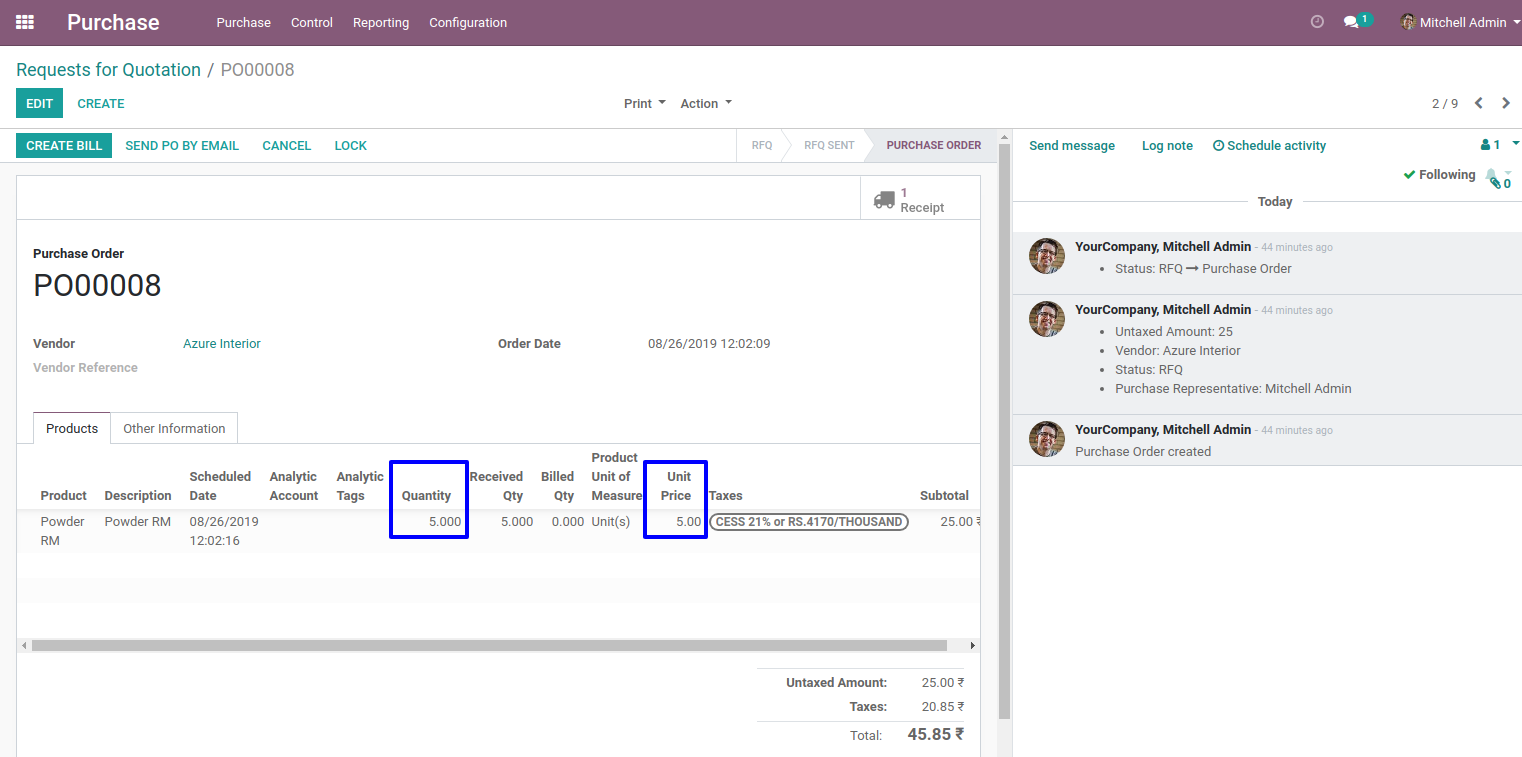 Purchase Purchase Control Reporting Configuration 1 Mitchell Admin
Requests for Quotation / PO00008
EDIT CREATE Print Action 2 / 9
CREATE BILL SEND PO BY EMAIL CANCEL LOCK RFQ RFQ SENT PURCHASE ORDER
1
Receipt
Purchase Order
PO00008
Vendor Azure Interior Order Date 08/26/2019 12:02:09
Vendor Reference
Products Other Information
Product
Scheduled Analytic Analytic Received Billed Unit of Unit
Product Description Date Account Tags Quantity Qty Qty Measure Price Taxes Subtotal
Powder Powder RM 08/26/2019 5.000 5.000 0.000 Unit(s) 5.00 CESS 21% or RS.4170/THOUSAND 25.00 ₹
RM 12:02:16
Untaxed Amount: 25.00 ₹
Taxes: 20.85 ₹
Total: 45.85 ₹
Send message Log note Schedule activity 1
Following 0
Today
YourCompany, Mitchell Admin - 44 minutes ago
• Status: RFQ → Purchase Order
YourCompany, Mitchell Admin - 44 minutes ago
• Untaxed Amount: 25
• Vendor: Azure Interior
• Status: RFQ
• Purchase Representative: Mitchell Admin
YourCompany, Mitchell Admin - 44 minutes ago
Purchase Order created